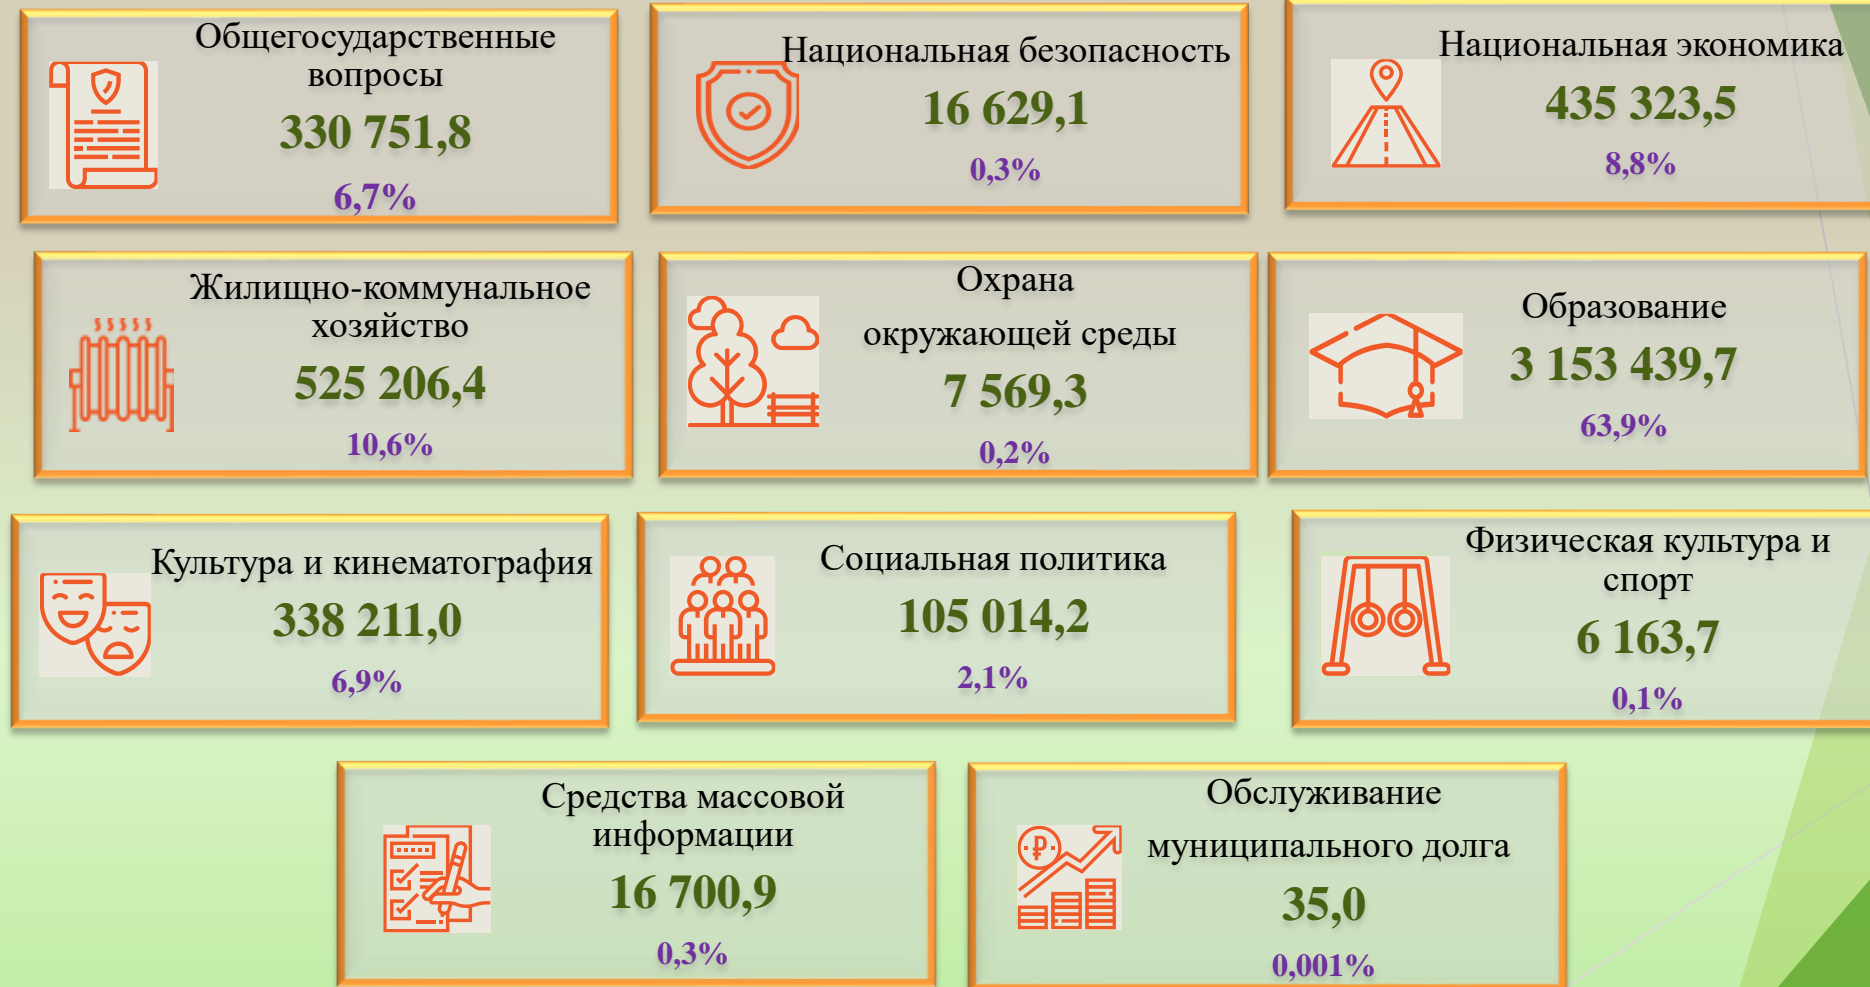 Общегосударственные
вопросы
330 751,8
6,7%
Национальная безопасность
16 629,1
0,3%
Национальная экономика
435 323,5
8,8%
Жилищно-коммунальное
хозяйство
525 206,4
10,6%
Охрана
окружающей среды
7 569,3
0,2%
Образование
3 153 439,7
63,9%
Культура и кинематография
338 211,0
6,9%
Социальная политика
105 014,2
2,1%
Физическая культура и
спорт
6 163,7
0,1%
Средства массовой
информации
16 700,9
0,3%
Обслуживание
муниципального долга
35,0
0,001%